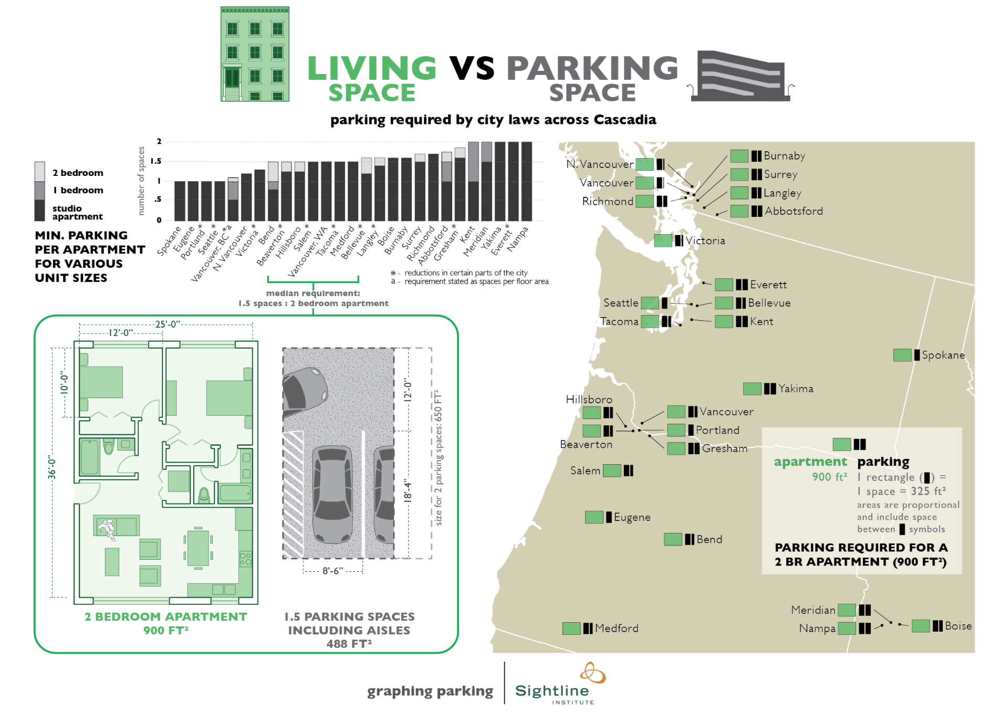 LIVING VS PARKING
SPACE SPACE
parking required by city laws across Cascadia
2 bedroom
1 bedroom
studio
apartment
MIN. PARKING
PER APARTMENT
FOR VARIOUS
UNIT SIZES
number of spaces
2
1.5
1
.5
0
Spokane
Eugene
Portland*
Seattle*
Vancouver, BC*a
N. Vancouver
Victoria*
Bend
Beaverton*
Hillsboro
Salem*
Vancouver, WA
Tacoma*
Medford
Bellevue*
Langley*
Boise
Burnaby
Surrey
Richmond
Abbotsford
Gresham*
Kent
Meridian
Yakima
Everett*
Nampa
* - reductions in certain parts of the city
a - requirement stated as spaces per floor area
median requirement:
1.5 spaces : 2 bedroom apartment
25'-0"
12'-0"
10'-0"
36'-0"
2 BEDROOM APARTMENT
900 FT²
12'-0"
18'-4"
size for 2 parking spaces: 650 FT²
8'-6"
1.5 PARKING SPACES
INCLUDING AISLES
488 FT²
N. Vancouver
Vancouver
Richmond
Burnaby
Surrey
Langley
Abbotsford
Victoria
Everett
Seattle
Bellevue
Tacoma
Kent
Spokane
Yakima
Hillsboro
Vancouver
Portland
Beaverton
Gresham
Salem
Eugene
Bend
Medford
Meridian
Nampa
Boise
apartment
900 ft²
parking
1 rectangle (▮) =
1 space = 325 ft²
areas are proportional
and include space
between ▮ symbols
PARKING REQUIRED FOR A
2 BR APARTMENT (900 FT²)
graphing parking
Sightline
INSTITUTE